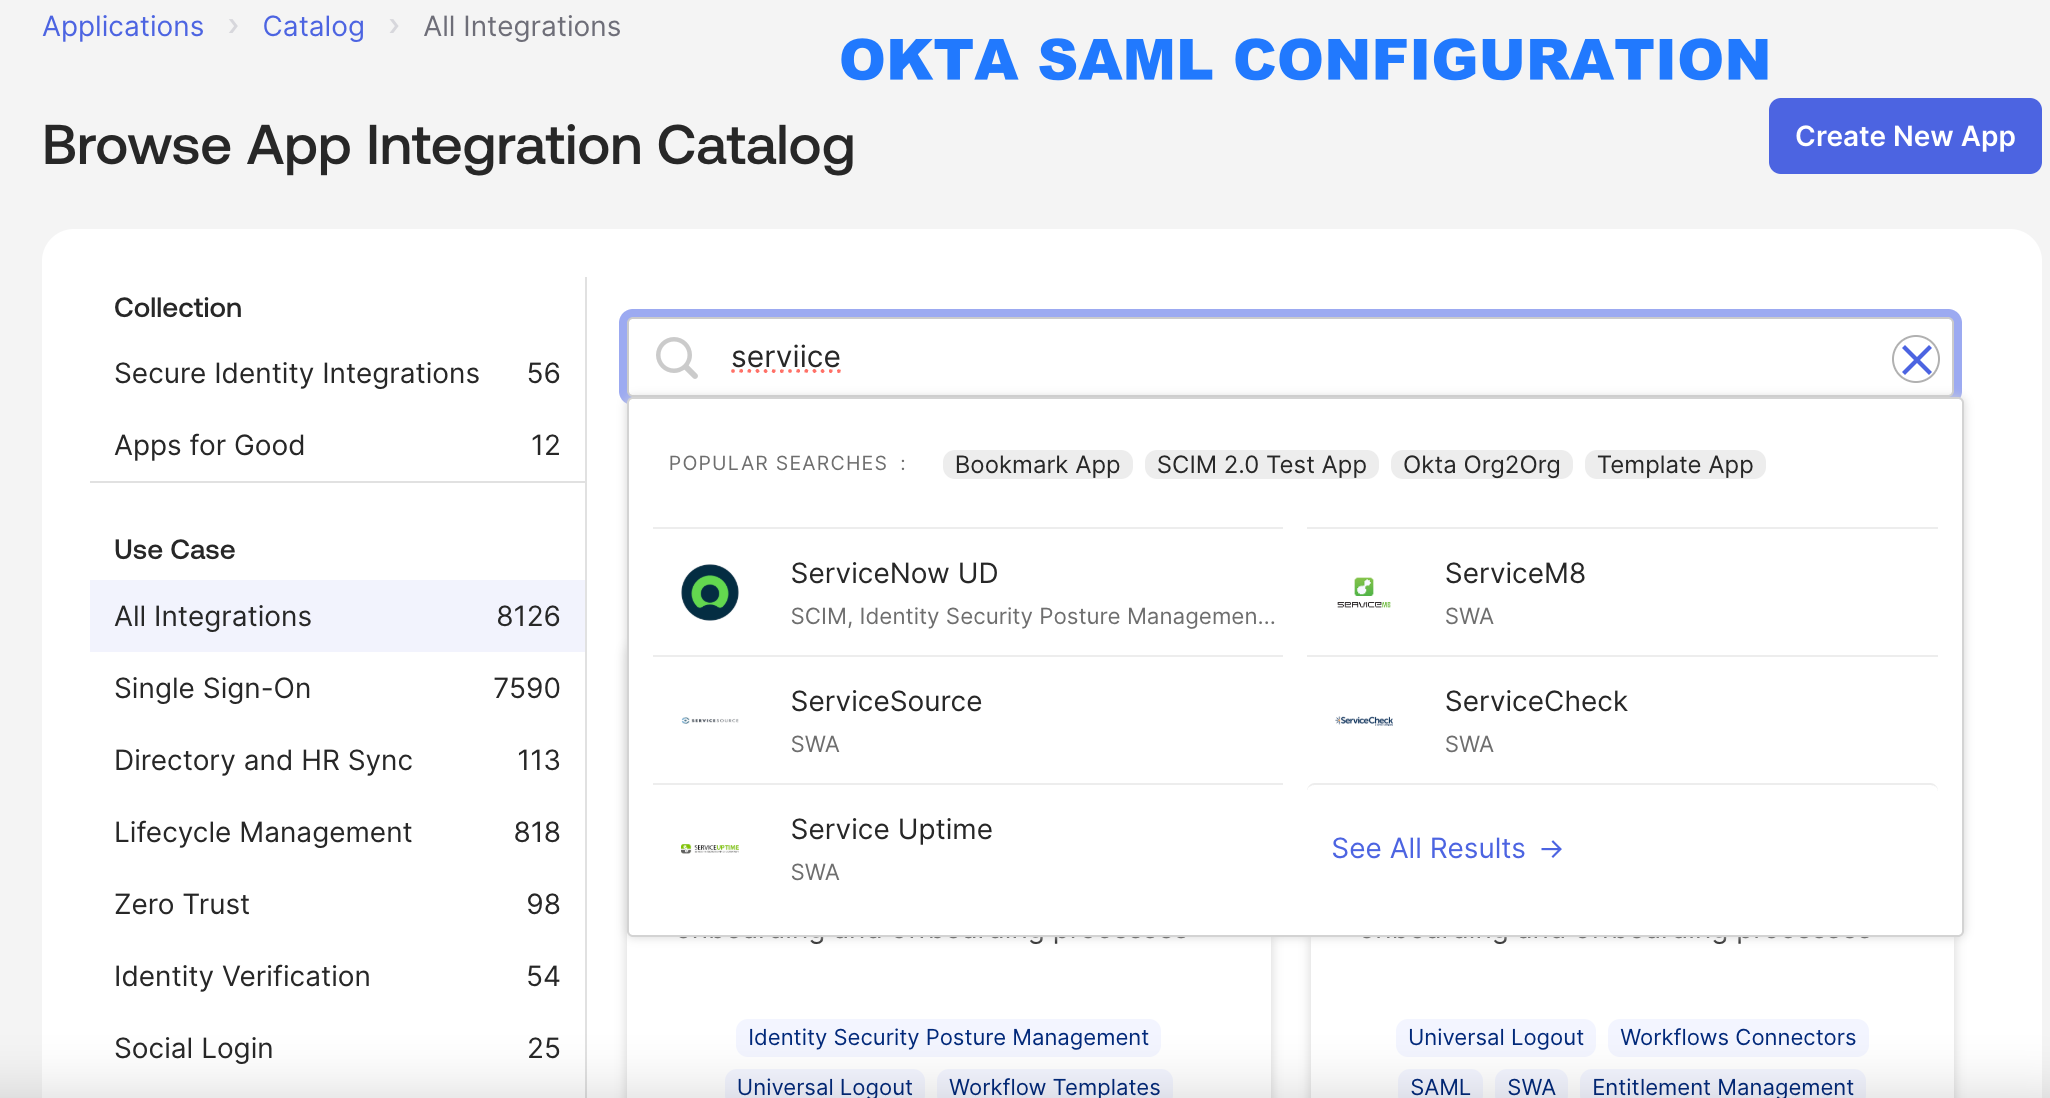 Applications > Catalog > All Integrations
OKTA SAML CONFIGURATION
Browse App Integration Catalog
Create New App
Collection
Secure Identity Integrations 56
Apps for Good 12
Use Case
All Integrations 8126
Single Sign-On 7590
Directory and HR Sync 113
Lifecycle Management 818
Zero Trust 98
Identity Verification 54
Social Login 25
serviice
POPULAR SEARCHES : Bookmark App SCIM 2.0 Test App Okta Org2Org Template App
ServiceNow UD
SCIM, Identity Security Posture Managemen...
SERVICEM8
ServiceM8
SWA
SERVICESOURCE
ServiceSource
SWA
ServiceCheck
ServiceCheck
SWA
SERVICEUPTIME
Service Uptime
SWA
See All Results →
Identity Security Posture Management
Universal Logout Workflow Templates
Universal Logout Workflows Connectors
SAML SWA Entitlement Management